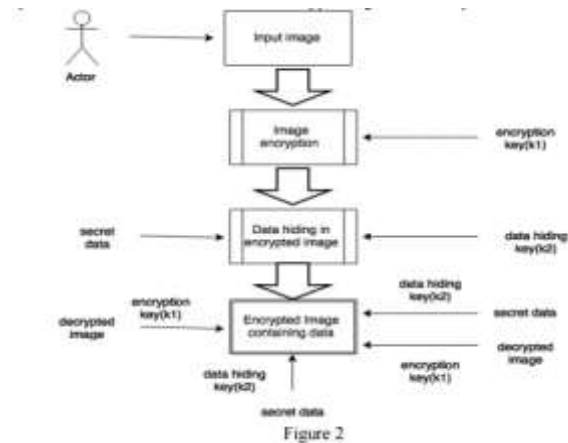 Input image
Actor
Image
encryption
encryption
key(k1)
secret
data
Data hiding in
encrypted image
data hiding
key(k2)
data hiding
key(k2)
encryption
key(k1)
decrypted
image
Encrypted Image
containing data
secret data
decrypted
image
encryption
key(k1)
data hiding
key(k2)
secret data
Figure 2